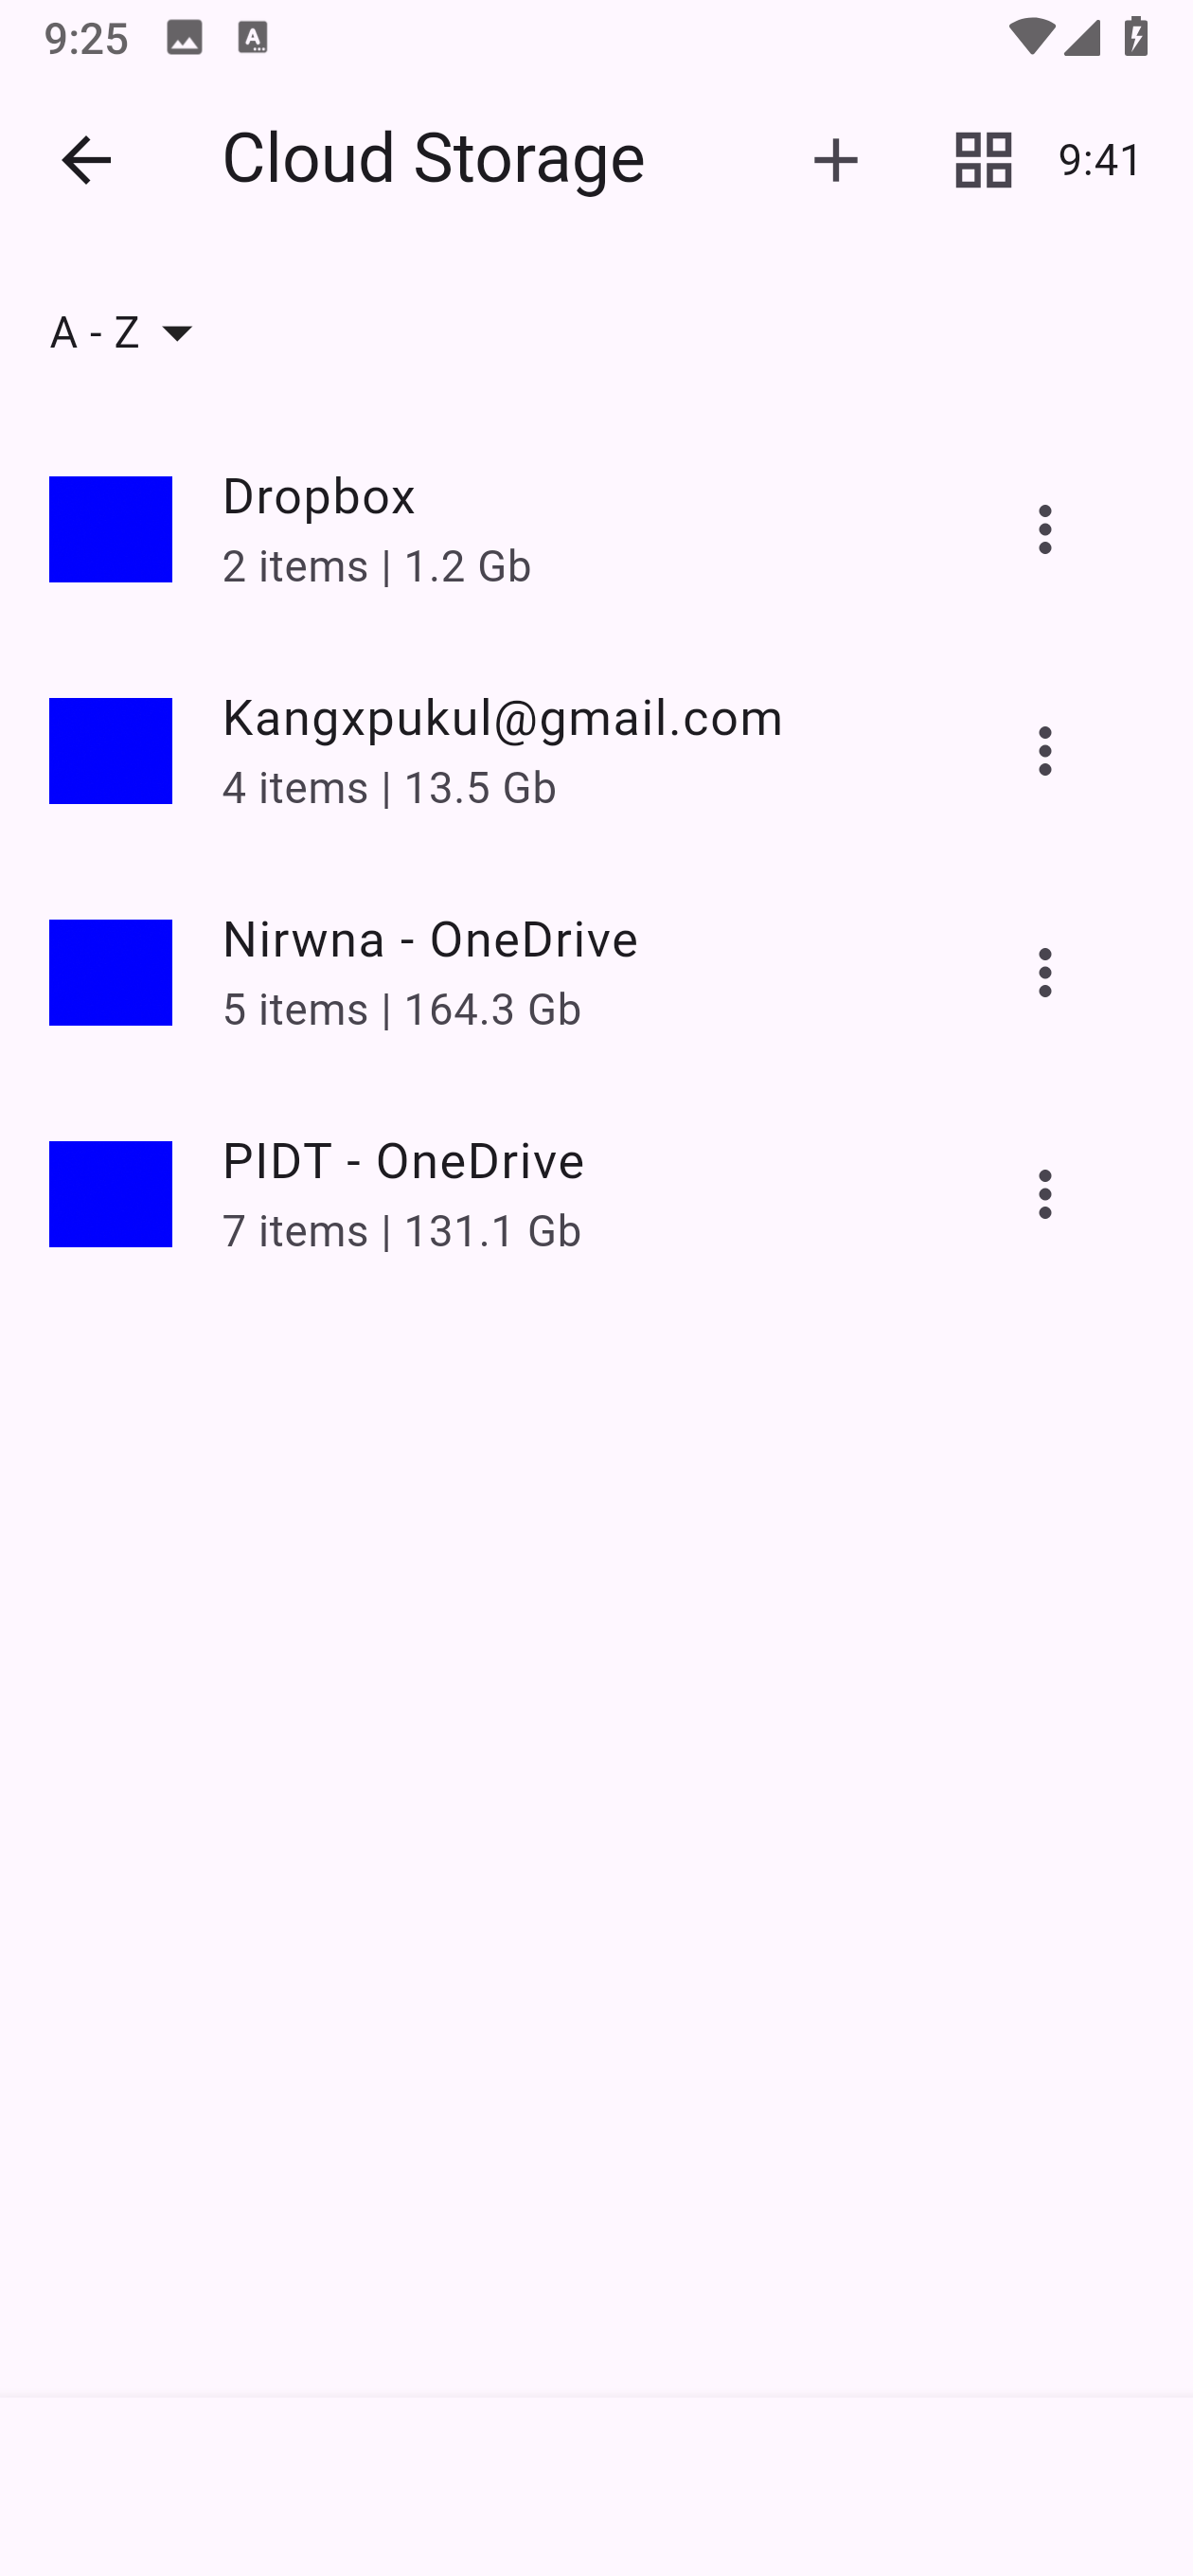 9:25
Cloud Storage
9:41
A - Z
Dropbox
2 items | 1.2 Gb
Kangxpukul@gmail.com
4 items | 13.5 Gb
Nirwna - OneDrive
5 items | 164.3 Gb
PIDT - OneDrive
7 items | 131.1 Gb